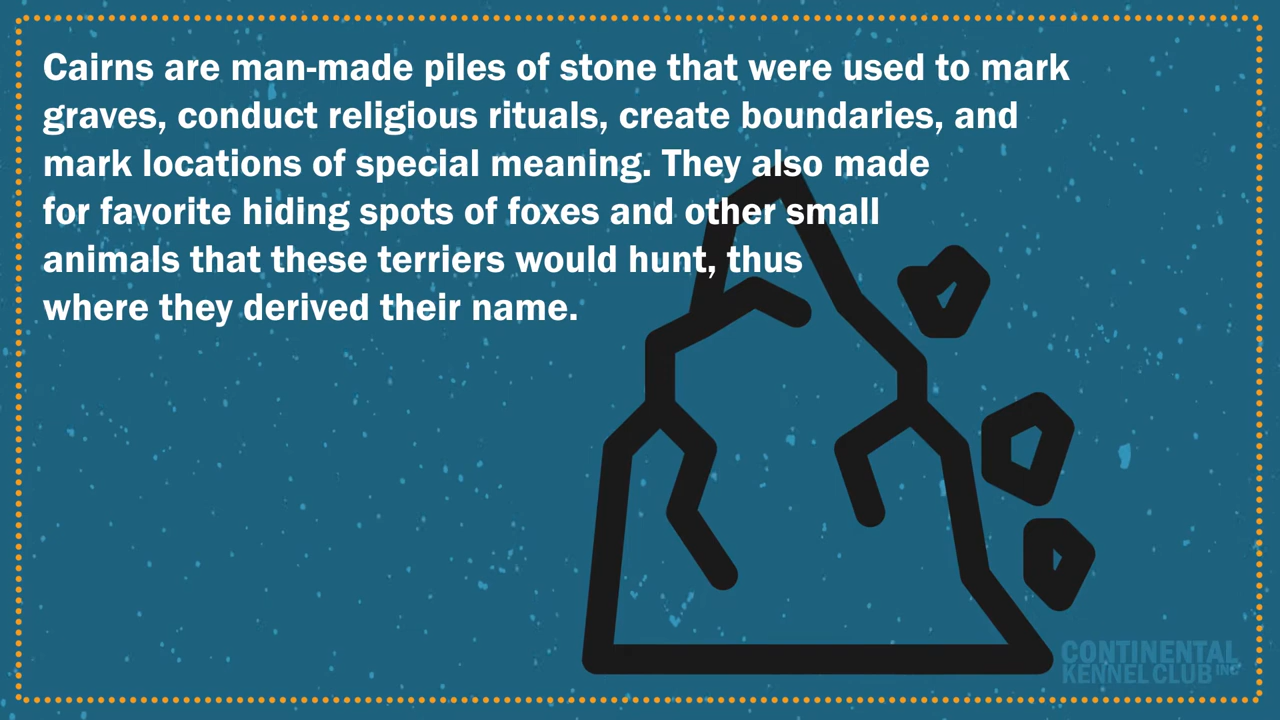 Cairns are man-made piles of stone that were used to mark
graves, conduct religious rituals, create boundaries, and
mark locations of special meaning. They also made
for favorite hiding spots of foxes and other small
animals that these terriers would hunt, thus
where they derived their name.
CONTINENTAL
KENNEL CLUB INC